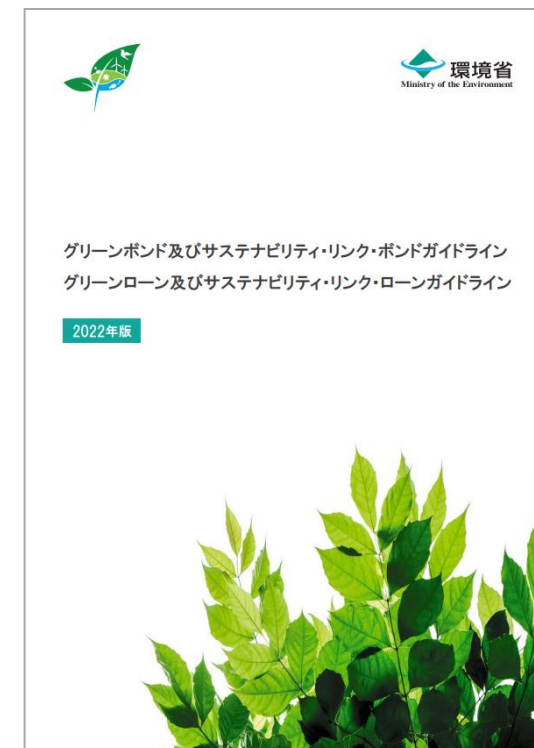 環境省
Ministry of the Environment
グリーンボンド及びサステナビリティ・リンク・ボンドガイドライン
グリーンローン及びサステナビリティ・リンク・ローンガイドライン
2022年版